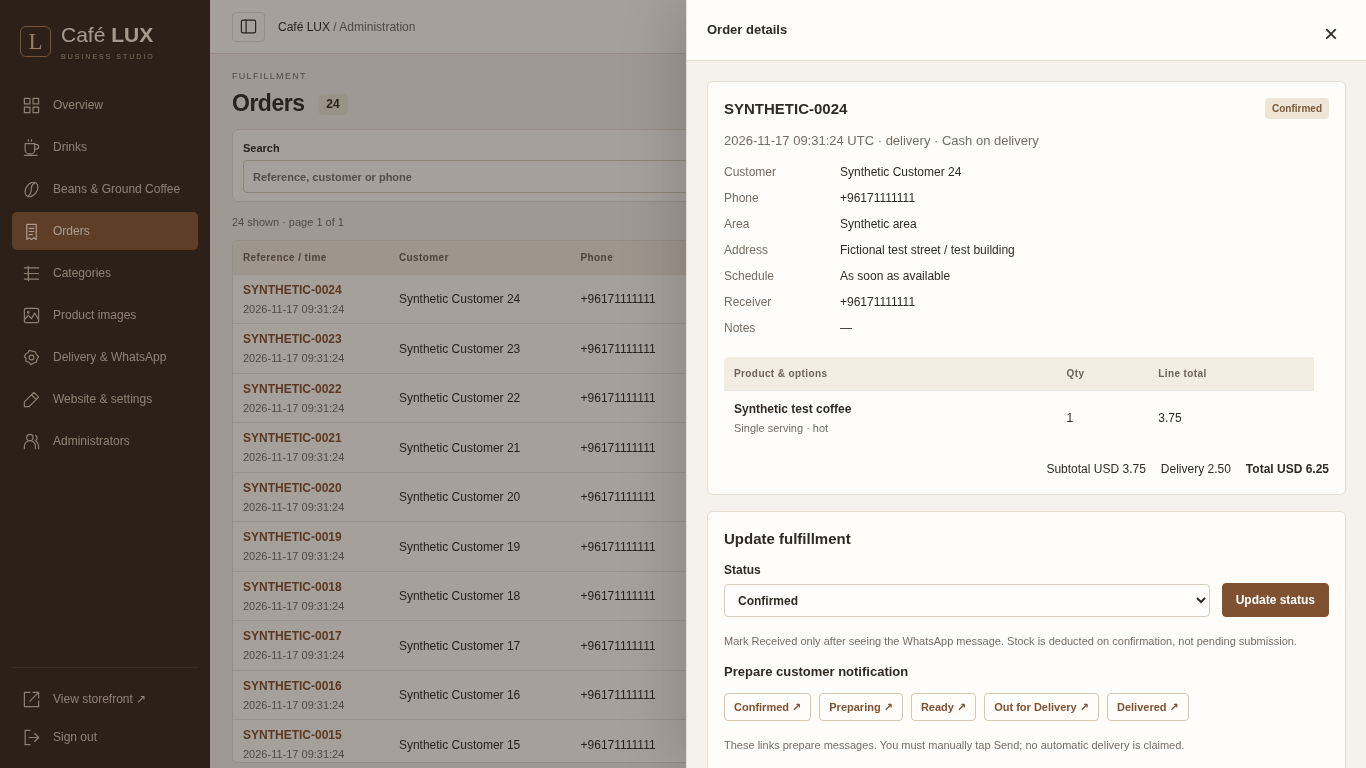 L
Café LUX
BUSINESS STUDIO
Overview
Drinks
Beans & Ground Coffee
Orders
Categories
Product images
Delivery & WhatsApp
Website & settings
Administrators
View storefront ↗
Sign out
Café LUX / Administration
FULFILLMENT
Orders 24
Search
Reference, customer or phone
24 shown · page 1 of 1
Reference / time Customer Phone
SYNTHETIC-0024
2026-11-17 09:31:24
Synthetic Customer 24 +96171111111
SYNTHETIC-0023
2026-11-17 09:31:24
Synthetic Customer 23 +96171111111
SYNTHETIC-0022
2026-11-17 09:31:24
Synthetic Customer 22 +96171111111
SYNTHETIC-0021
2026-11-17 09:31:24
Synthetic Customer 21 +96171111111
SYNTHETIC-0020
2026-11-17 09:31:24
Synthetic Customer 20 +96171111111
SYNTHETIC-0019
2026-11-17 09:31:24
Synthetic Customer 19 +96171111111
SYNTHETIC-0018
2026-11-17 09:31:24
Synthetic Customer 18 +96171111111
SYNTHETIC-0017
2026-11-17 09:31:24
Synthetic Customer 17 +96171111111
SYNTHETIC-0016
2026-11-17 09:31:24
Synthetic Customer 16 +96171111111
SYNTHETIC-0015
2026-11-17 09:31:24
Synthetic Customer 15 +96171111111
Order details
×
SYNTHETIC-0024 Confirmed
2026-11-17 09:31:24 UTC · delivery · Cash on delivery
Customer Synthetic Customer 24
Phone +96171111111
Area Synthetic area
Address Fictional test street / test building
Schedule As soon as available
Receiver +96171111111
Notes —
Product & options Qty Line total
Synthetic test coffee
Single serving · hot
1 3.75
Subtotal USD 3.75 Delivery 2.50 Total USD 6.25
Update fulfillment
Status
Confirmed Update status
Mark Received only after seeing the WhatsApp message. Stock is deducted on confirmation, not pending submission.
Prepare customer notification
Confirmed ↗ Preparing ↗ Ready ↗ Out for Delivery ↗ Delivered ↗
These links prepare messages. You must manually tap Send; no automatic delivery is claimed.